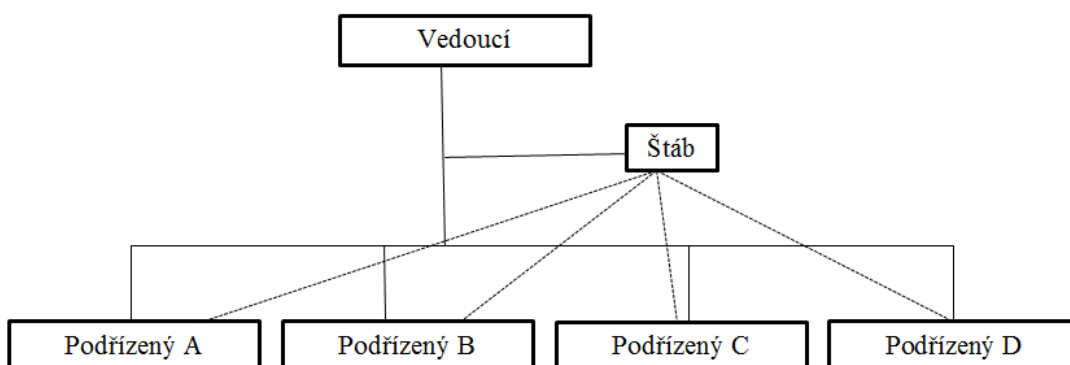 Vedoucí
Štáb
Podřízený A
Podřízený B
Podřízený C
Podřízený D